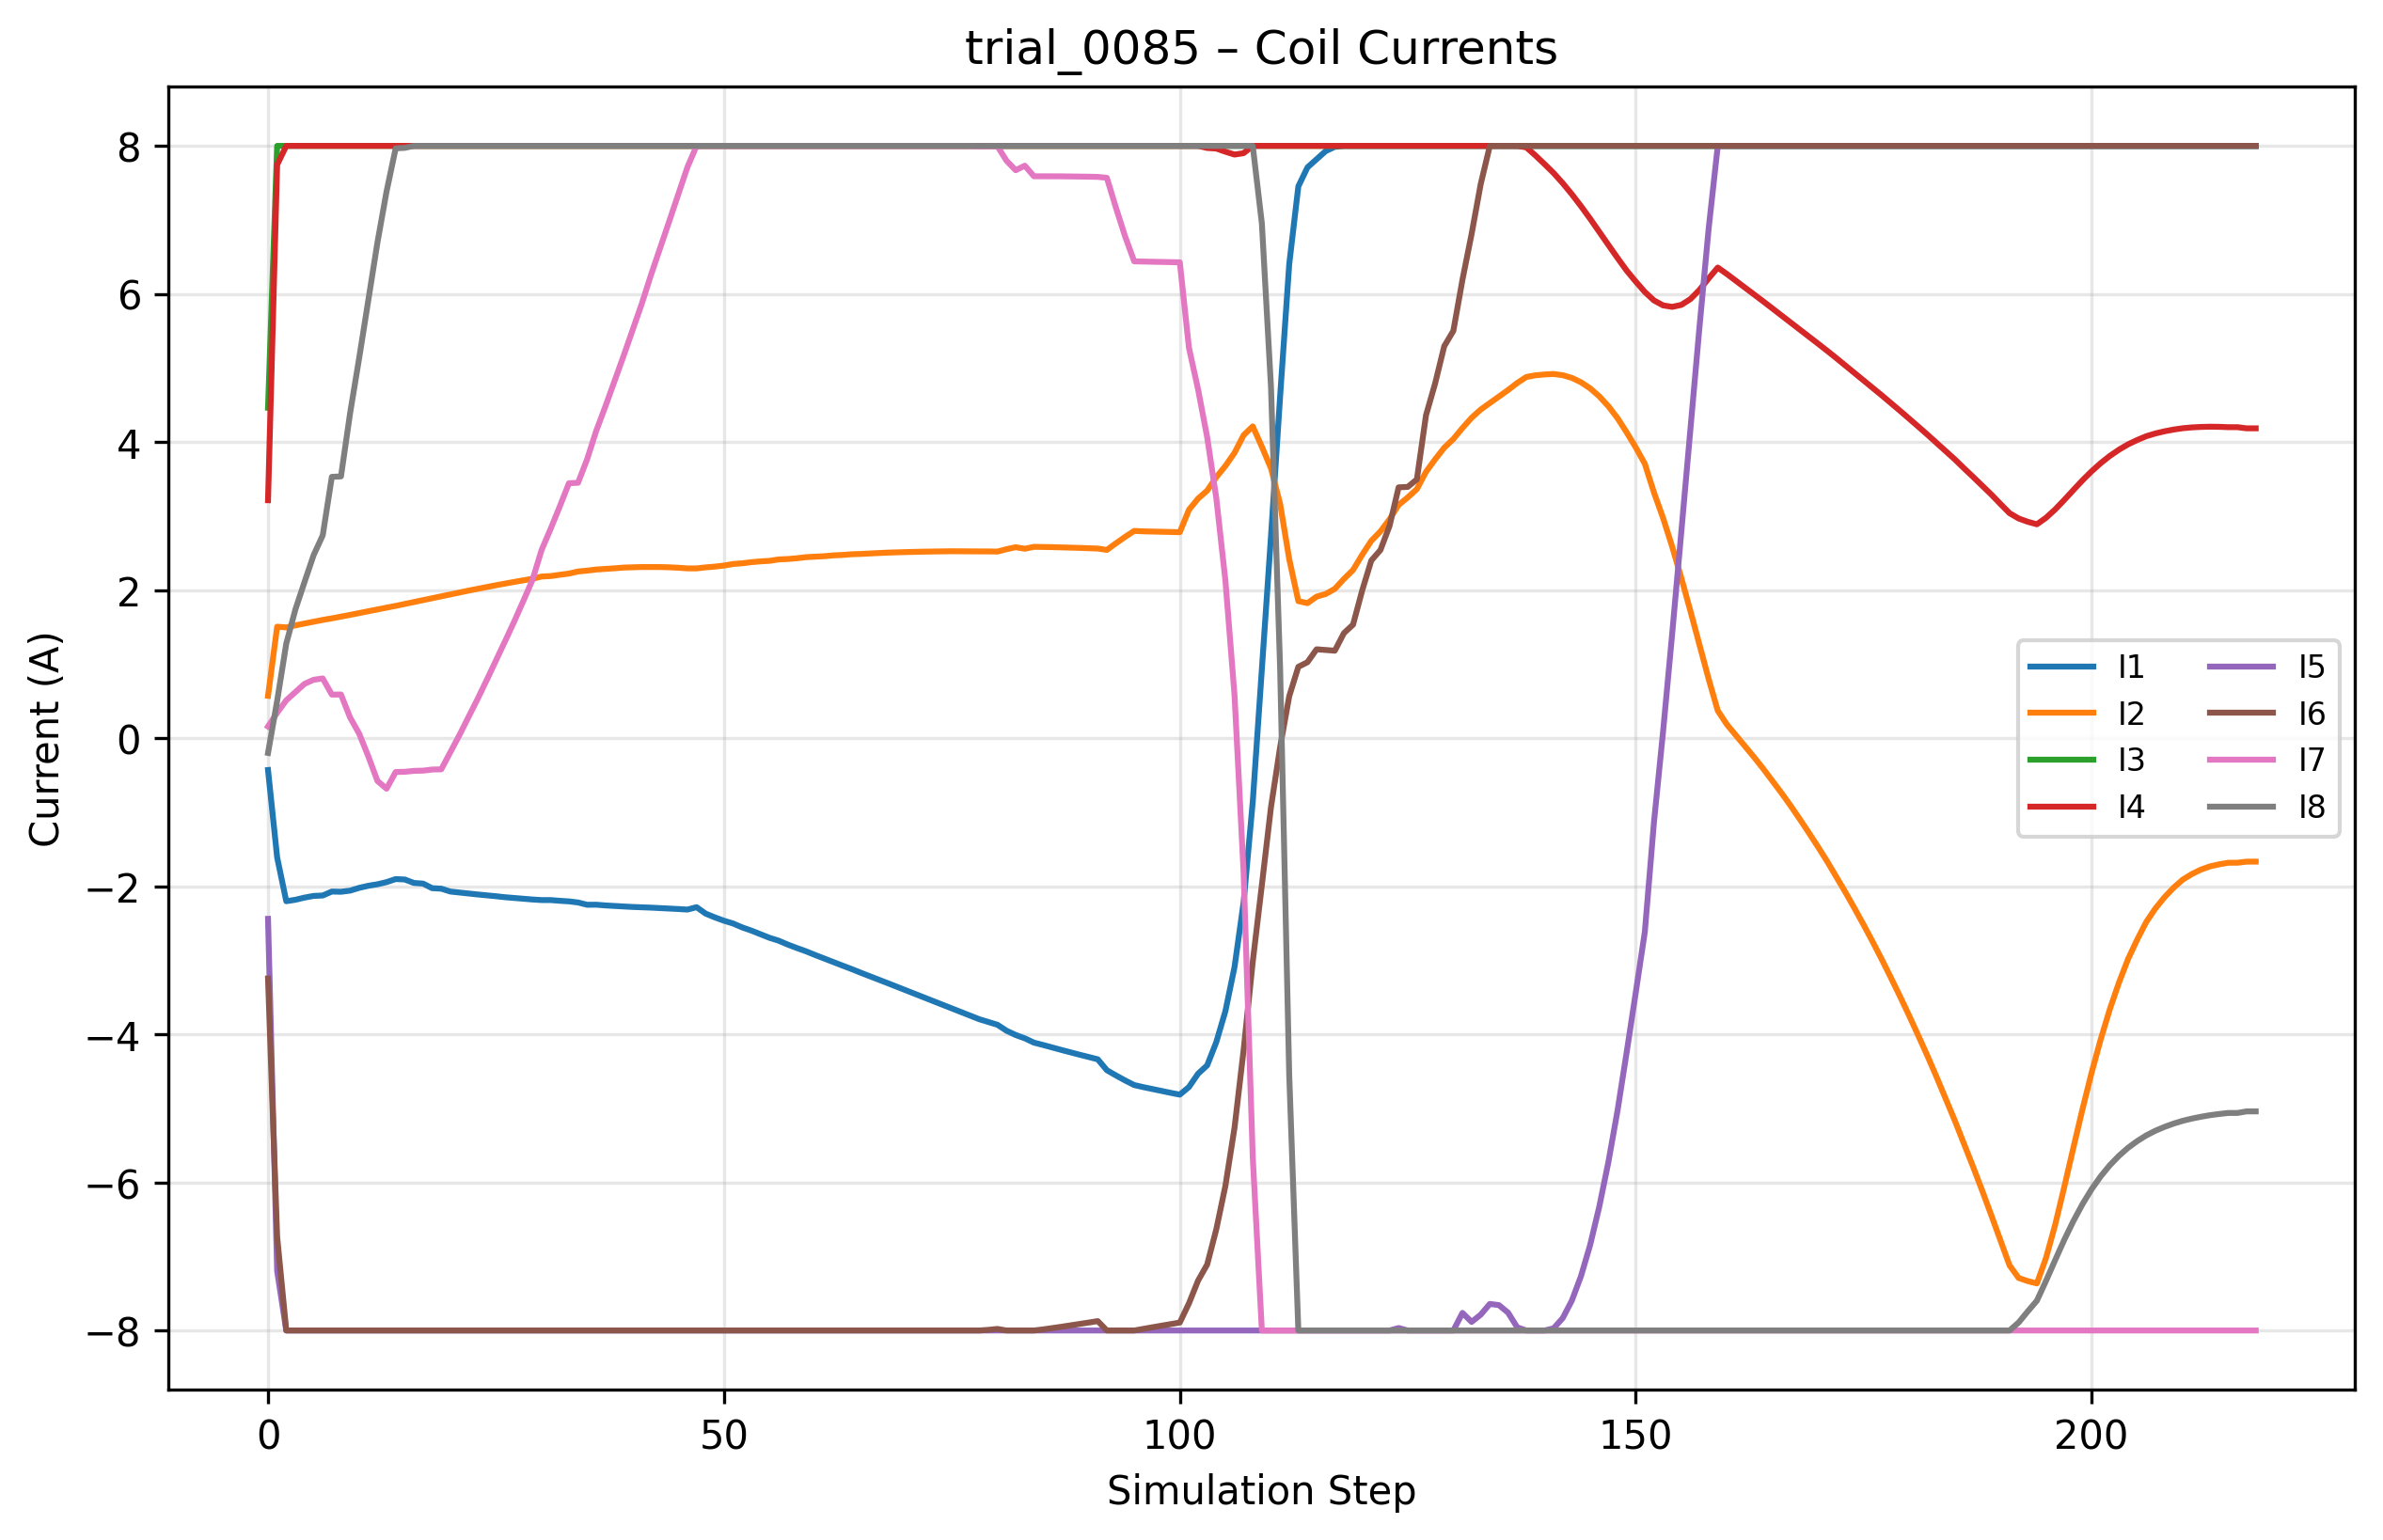 trial_0085 – Coil Currents
Current (A)
8
6
4
2
0
−2
−4
−6
−8
I1
I2
I3
I4
I5
I6
I7
I8
0
50
100
150
200
Simulation Step